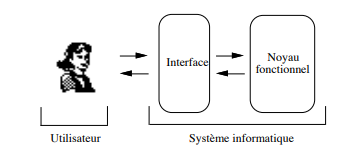 Interface
Noyau
fonctionnel
Utilisateur
Système informatique